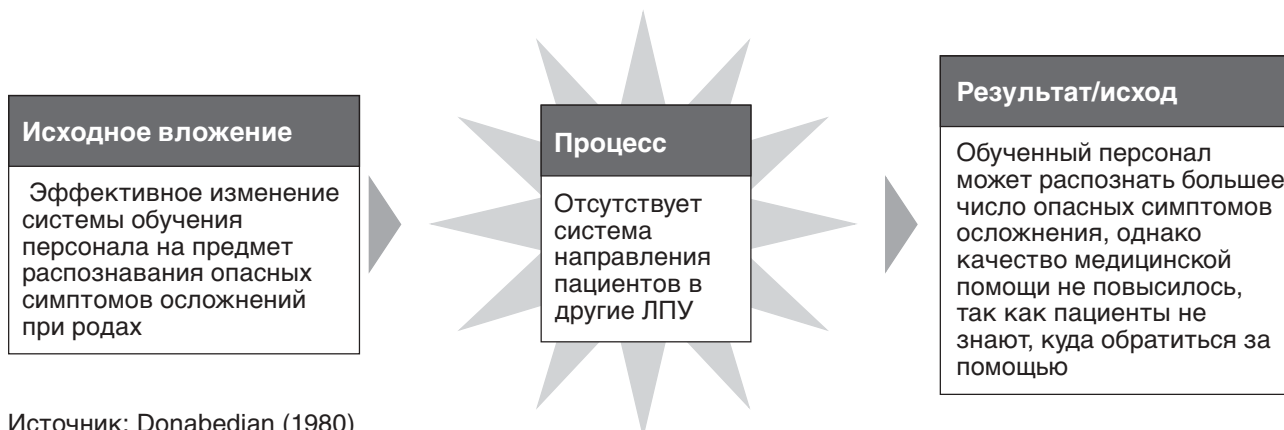 Исходное вложение
Эффективное изменение
системы обучения
персонала на предмет
распознавания опасных
симптомов осложнений
при родах
Процесс
Отсутствует
система
направления
пациентов в
другие ЛПУ
Результат/исход
Обученный персонал
может распознать большее
число опасных симптомов
осложнения, однако
качество медицинской
помощи не повысилось,
так как пациенты не
знают, куда обратиться за
помощью
Источник: Donabedian (1980)